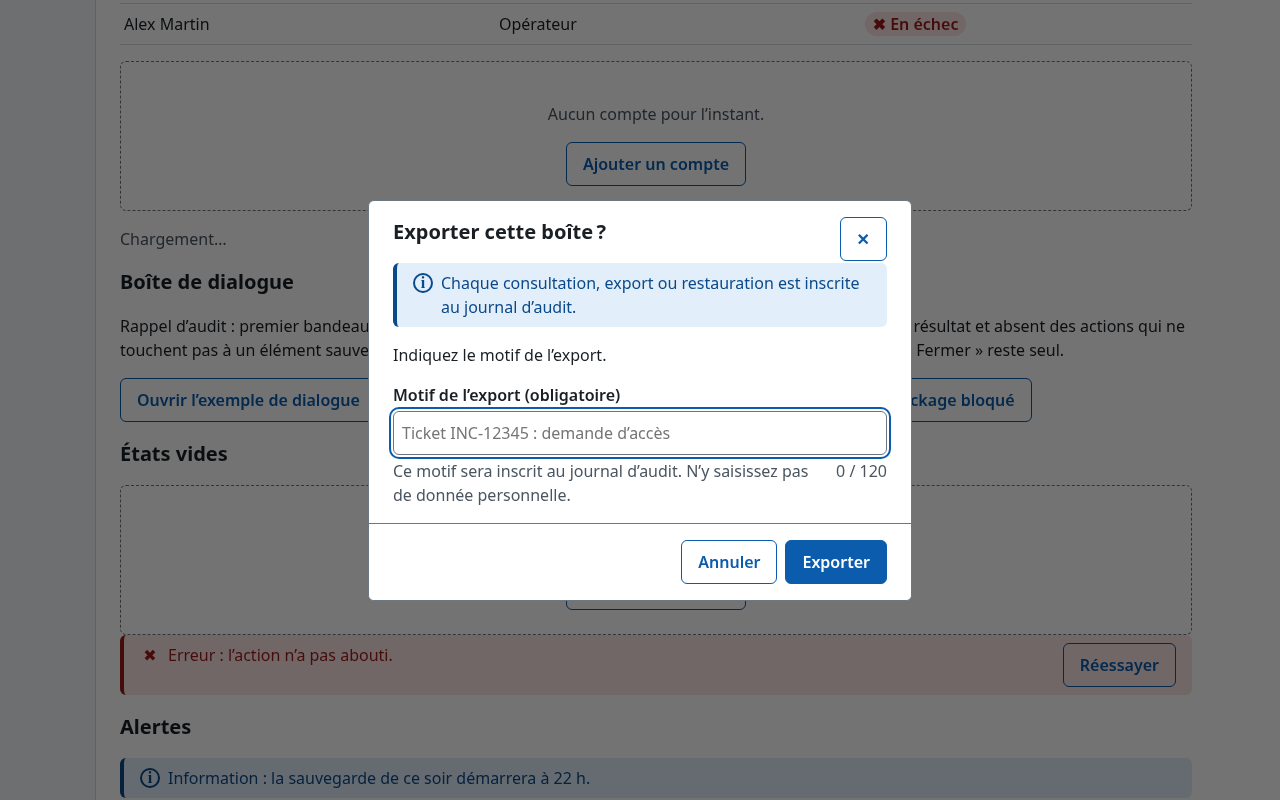 Alex Martin Opérateur ✖ En échec
Aucun compte pour l’instant.
Ajouter un compte
Chargement…
Boîte de dialogue
Rappel d’audit : premier bandeau
résultat et absent des actions qui ne
touchent pas à un élément sauve
Fermer » reste seul.
Ouvrir l’exemple de dialogue
ckage bloqué
États vides
Exporter cette boîte ?
×
Chaque consultation, export ou restauration est inscrite
au journal d’audit.
Indiquez le motif de l’export.
Motif de l’export (obligatoire)
Ticket INC-12345 : demande d’accès
Ce motif sera inscrit au journal d’audit. N’y saisissez pas
de donnée personnelle.
0 / 120
Annuler
Exporter
✖ Erreur : l’action n’a pas abouti.
Réessayer
Alertes
Information : la sauvegarde de ce soir démarrera à 22 h.